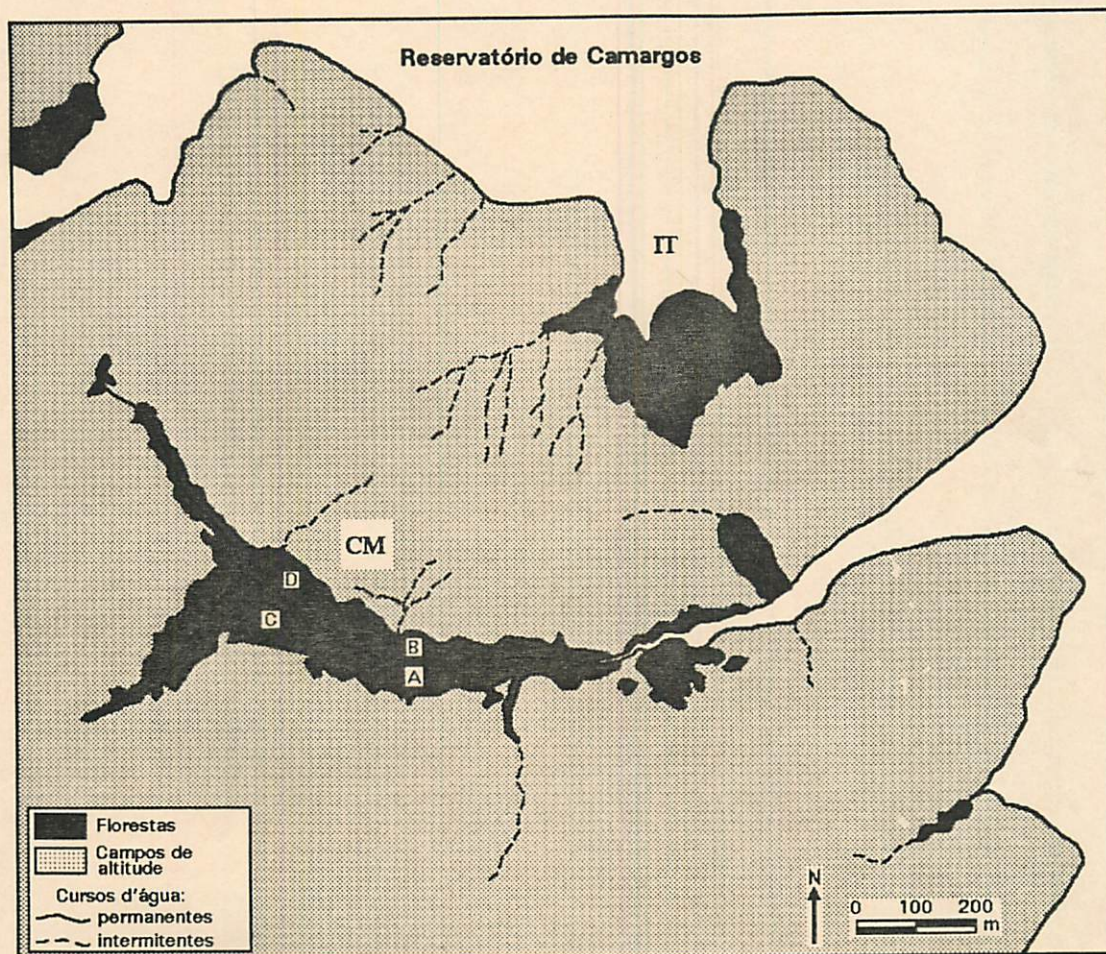 Reservatório de Camargos
IT
CM
D
C
B
A
Florestas
Campos de
altitude
Cursos d'água:
permanentes
intermitentes
N
0 100 200
m